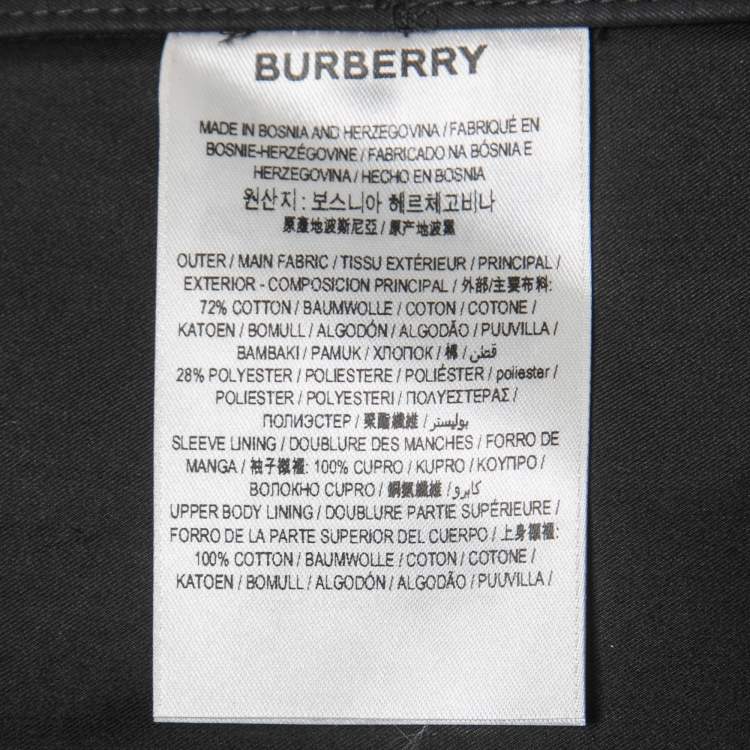 BURBERRY
MADE IN BOSNIA AND HERZEGOVINA / FABRIQUÉ EN
BOSNIE-HERZÉGOVINE / FABRICADO NA BÓSNIA E
HERZEGOVINA / HECHO EN BOSNIA
원산지 : 보스니아 헤르체고비나
原產地波斯尼亞 / 原产地波黑
OUTER / MAIN FABRIC / TISSU EXTÉRIEUR / PRINCIPAL /
EXTERIOR - COMPOSICION PRINCIPAL / 外部/主要布料:
72% COTTON / BAUMWOLLE / COTON / COTONE /
KATOEN / BOMULL / ALGODÓN / ALGODÃO / PUUVILLA /
BAMBAKI / PAMUK / ХЛОПОК / 棉 / قطن /
28% POLYESTER / POLIESTERE / POLIÉSTER / poliester /
POLIESTER / POLYESTERI / ΠΟΛΥΕΣΤΕΡΑΣ /
ПОЛИЭСТЕР / 聚酯纖維 / بوليستر /
SLEEVE LINING / DOUBLURE DES MANCHES / FORRO DE
MANGA / 袖子襯裡: 100% CUPRO / KUPRO / ΚΟΥΠΡΟ /
ВОЛОКНО CUPRO / 銅氨纖維 / كابرو /
UPPER BODY LINING / DOUBLURE PARTIE SUPÉRIEURE /
FORRO DE LA PARTE SUPERIOR DEL CUERPO / 上身襯裡:
100% COTTON / BAUMWOLLE / COTON / COTONE /
KATOEN / BOMULL / ALGODÓN / ALGODÃO / PUUVILLA /